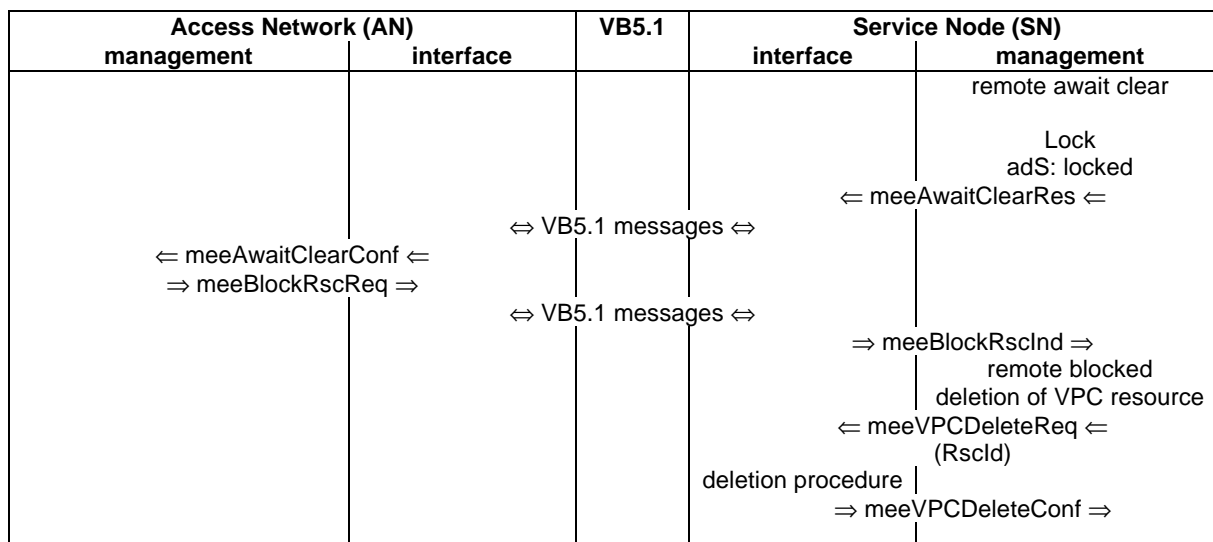 Access Network (AN) VB5.1 Service Node (SN)
management interface interface management
remote await clear
Lock
adS: locked
⇐ meeAwaitClearRes ⇐
⇔ VB5.1 messages ⇔
⇐ meeAwaitClearConf ⇐
⇒ meeBlockRscReq ⇒
⇔ VB5.1 messages ⇔
⇒ meeBlockRscInd ⇒
remote blocked
deletion of VPC resource
⇐ meeVPCDeleteReq ⇐
(RscId)
deletion procedure
⇒ meeVPCDeleteConf ⇒